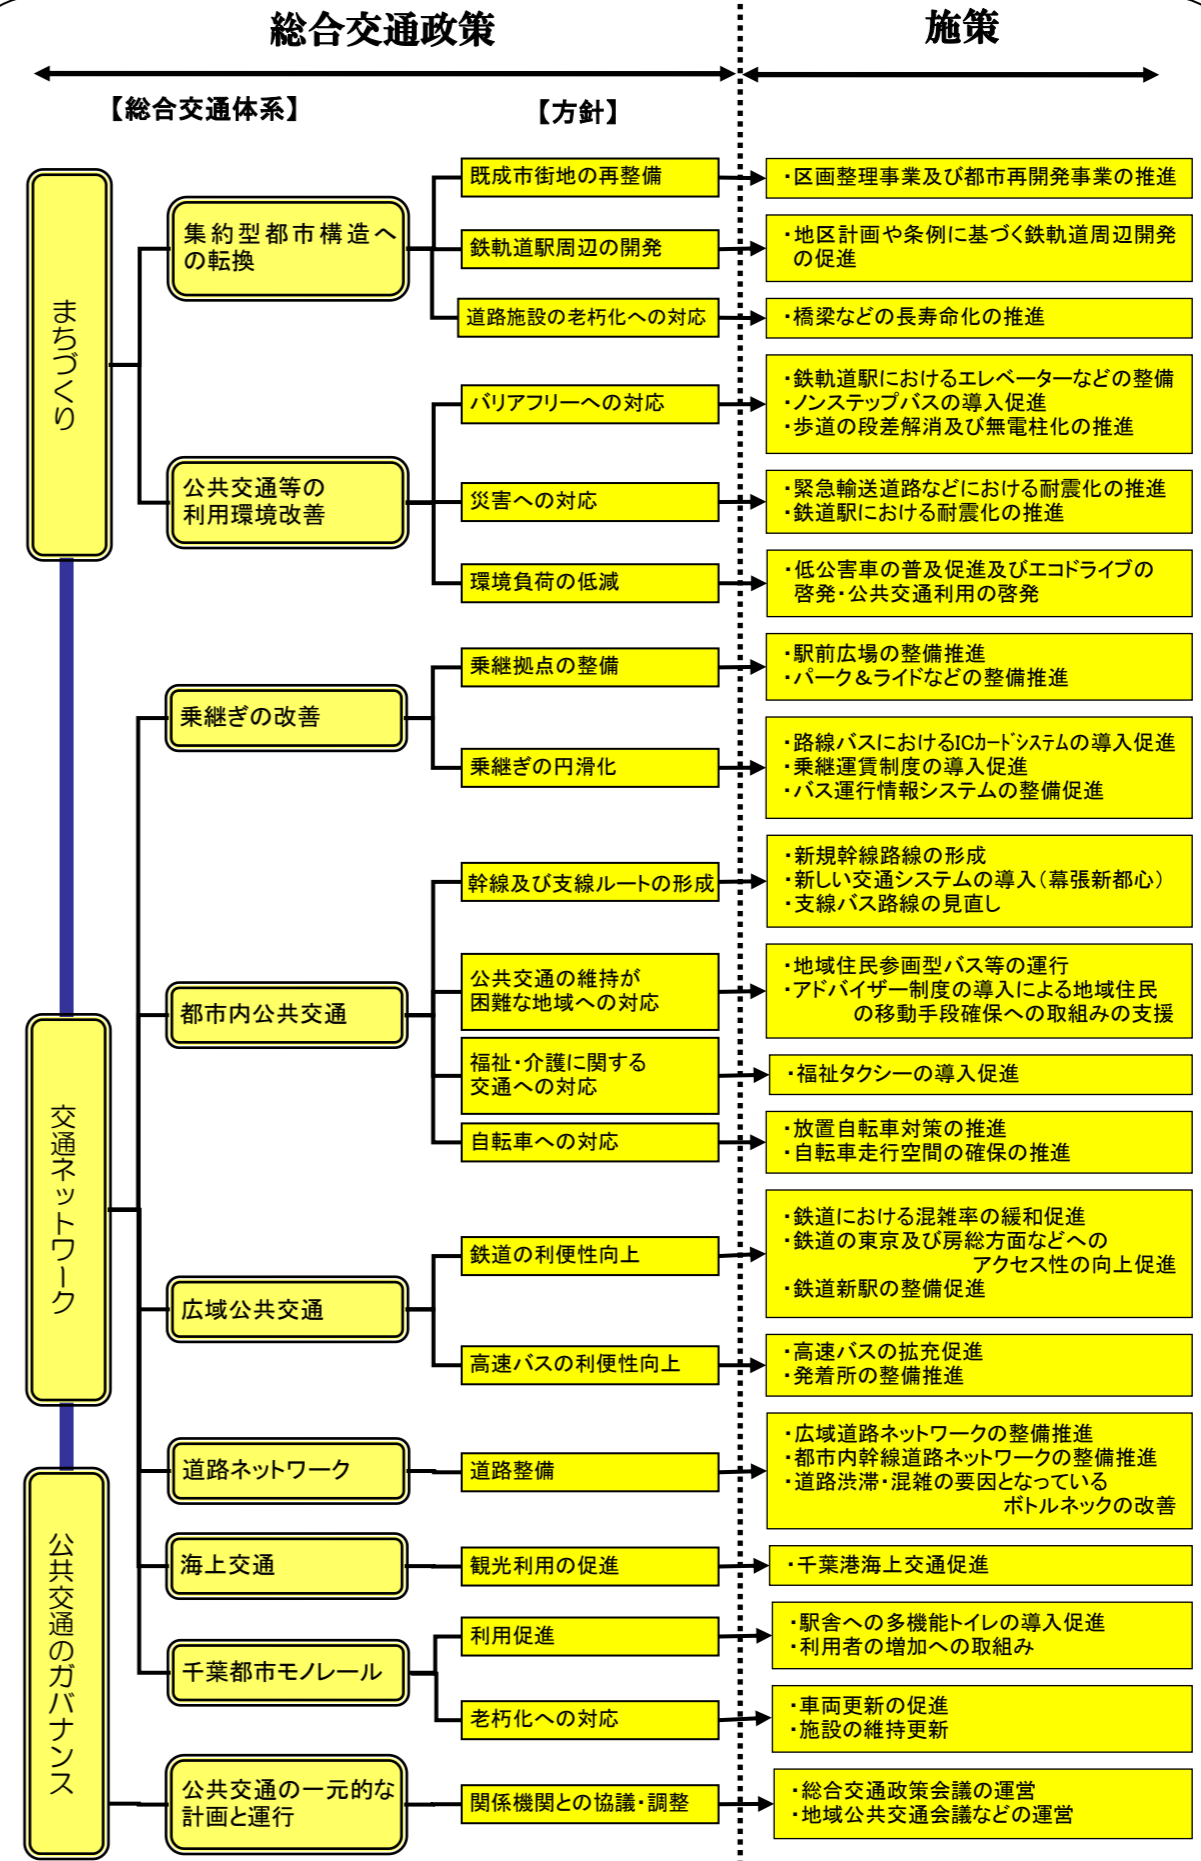 総合交通政策
施策
【総合交通体系】
【方針】
まちづくり
集約型都市構造へ
の転換
既成市街地の再整備
・区画整理事業及び都市再開発事業の推進
鉄軌道駅周辺の開発
・地区計画や条例に基づく鉄軌道周辺開発
の促進
道路施設の老朽化への対応
・橋梁などの長寿命化の推進
公共交通等の
利用環境改善
バリアフリーへの対応
・鉄軌道駅におけるエレベーターなどの整備
・ノンステップバスの導入促進
・歩道の段差解消及び無電柱化の推進
災害への対応
・緊急輸送道路などにおける耐震化の推進
・鉄道駅における耐震化の推進
環境負荷の低減
・低公害車の普及促進及びエコドライブの
啓発・公共交通利用の啓発
交通ネットワーク
乗継ぎの改善
乗継拠点の整備
・駅前広場の整備推進
・パーク＆ライドなどの整備推進
乗継ぎの円滑化
・路線バスにおけるICｶｰﾄﾞｼｽﾃﾑの導入促進
・乗継運賃制度の導入促進
・バス運行情報システムの整備促進
都市内公共交通
幹線及び支線ルートの形成
・新規幹線路線の形成
・新しい交通システムの導入（幕張新都心）
・支線バス路線の見直し
公共交通の維持が
困難な地域への対応
・地域住民参画型バス等の運行
・アドバイザー制度の導入による地域住民
の移動手段確保への取組みの支援
福祉・介護に関する
交通への対応
・福祉タクシーの導入促進
自転車への対応
・放置自転車対策の推進
・自転車走行空間の確保の推進
広域公共交通
鉄道の利便性向上
・鉄道における混雑率の緩和促進
・鉄道の東京及び房総方面などへの
アクセス性の向上促進
・鉄道新駅の整備促進
高速バスの利便性向上
・高速バスの拡充促進
・発着所の整備推進
道路ネットワーク
道路整備
・広域道路ネットワークの整備推進
・都市内幹線道路ネットワークの整備推進
・道路渋滞・混雑の要因となっている
ボトルネックの改善
海上交通
観光利用の促進
・千葉港海上交通促進
千葉都市モノレール
利用促進
・駅舎への多機能トイレの導入促進
・利用者の増加への取組み
老朽化への対応
・車両更新の促進
・施設の維持更新
公共交通のガバナンス
公共交通の一元的な
計画と運行
関係機関との協議・調整
・総合交通政策会議の運営
・地域公共交通会議などの運営